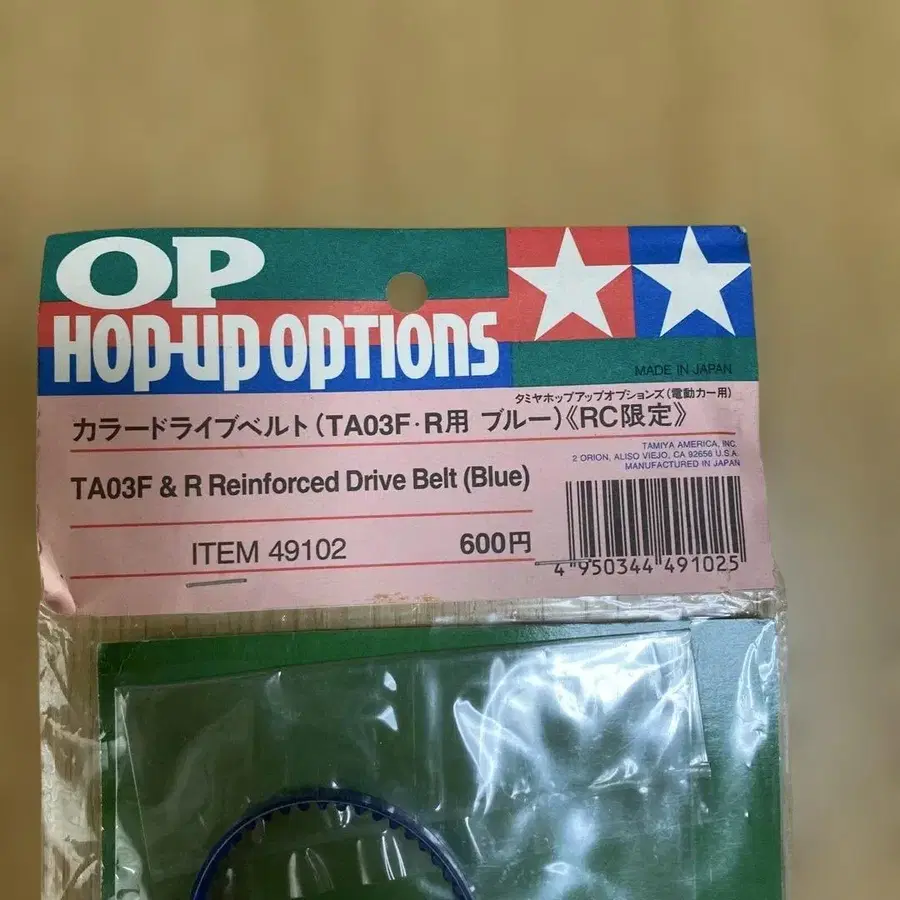 OP
HOP-UP OPTIONS
MADE IN JAPAN
タミヤホップアップオプションズ(電動カー用)
カラードライブベルト(TA03F・R用 ブルー)《RC限定》
TAMIYA AMERICA, INC.
2 ORION, ALISO VIEJO, CA 92656 U.S.A.
MANUFACTURED IN JAPAN
TA03F & R Reinforced Drive Belt (Blue)
ITEM 49102
600円
4 950344 491025